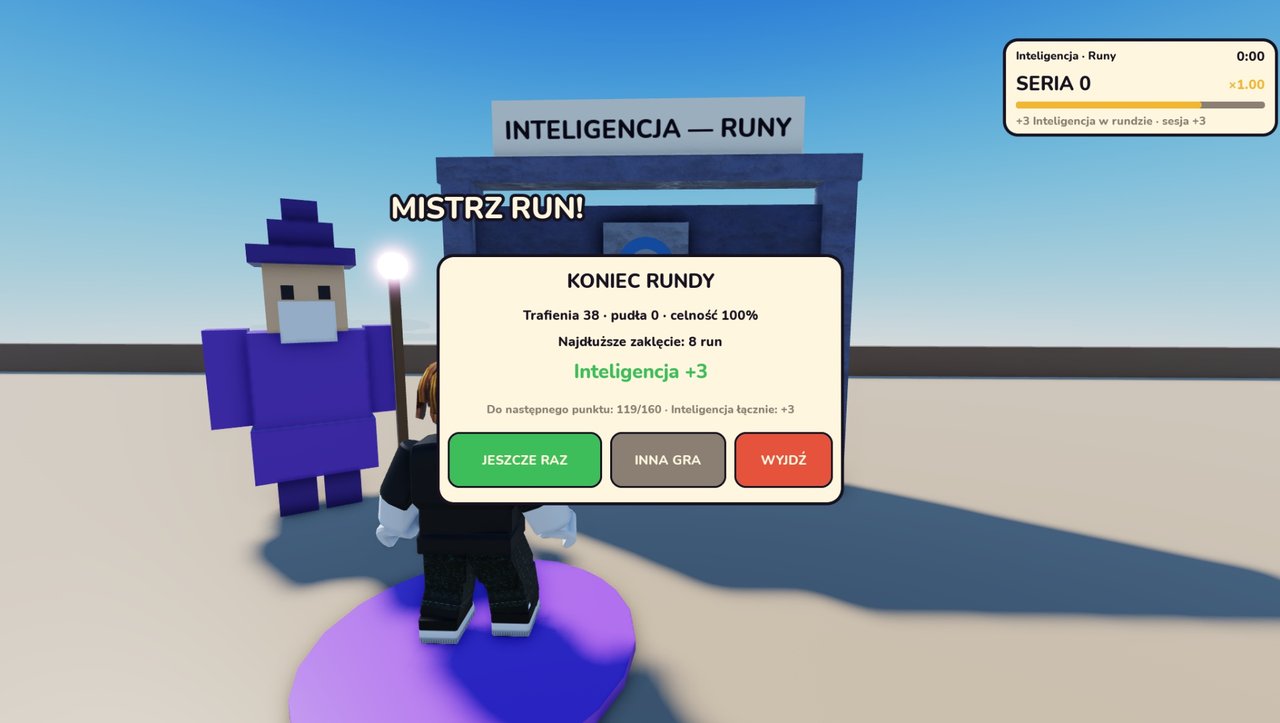 Inteligencja · Runy 0:00
SERIA 0 ×1.00
+3 Inteligencja w rundzie · sesja +3
INTELIGENCJA — RUNY
MISTRZ RUN!
KONIEC RUNDY
Trafienia 38 · pudła 0 · celność 100%
Najdłuższe zaklęcie: 8 run
Inteligencja +3
Do następnego punktu: 119/160 · Inteligencja łącznie: +3
JESZCZE RAZ INNA GRA WYJDŹ